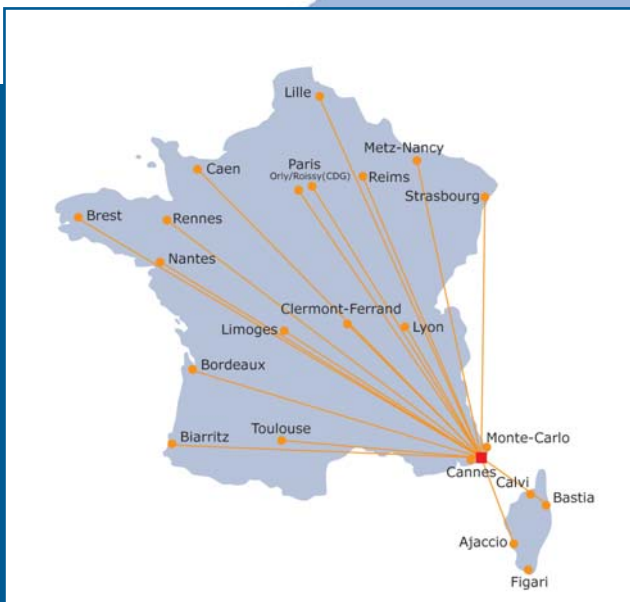 Lille
Metz-Nancy
Caen
Paris
Orly/Roissy(CDG)
Reims
Strasbourg
Brest
Rennes
Nantes
Clermont-Ferrand
Limoges
Lyon
Bordeaux
Toulouse
Biarritz
Monte-Carlo
Cannes
Calvi
Bastia
Ajaccio
Figari